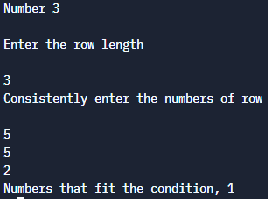 Number 3
Enter the row length
3
Consistently enter the numbers of row
5
5
2
Numbers that fit the condition, 1